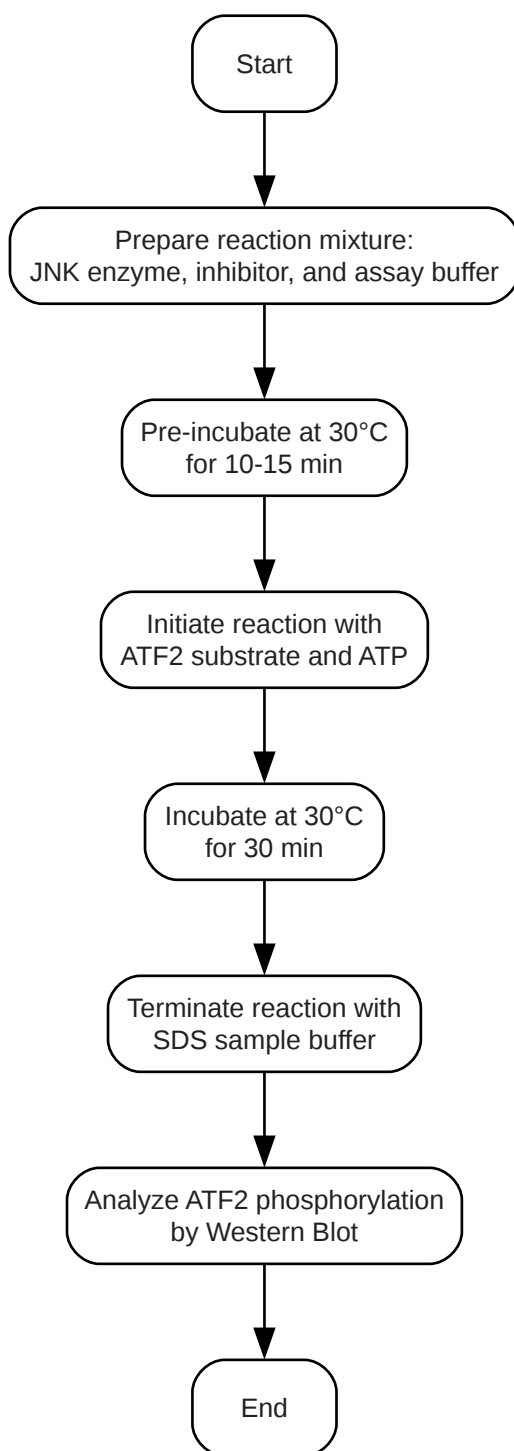 Start
Prepare reaction mixture:
JNK enzyme, inhibitor, and assay buffer
Pre-incubate at 30°C
for 10-15 min
Initiate reaction with
ATF2 substrate and ATP
Incubate at 30°C
for 30 min
Terminate reaction with
SDS sample buffer
Analyze ATF2 phosphorylation
by Western Blot
End